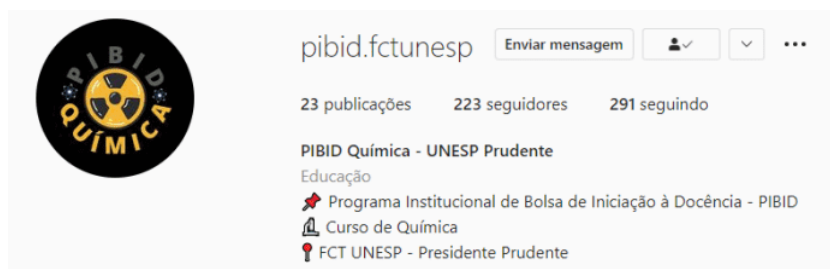 PIBID
QUÍMICA
pibid.fctunesp Enviar mensagem
23 publicações 223 seguidores 291 seguindo
PIBID Química - UNESP Prudente
Educação
Programa Institucional de Bolsa de Iniciação à Docência - PIBID
Curso de Química
FCT UNESP - Presidente Prudente